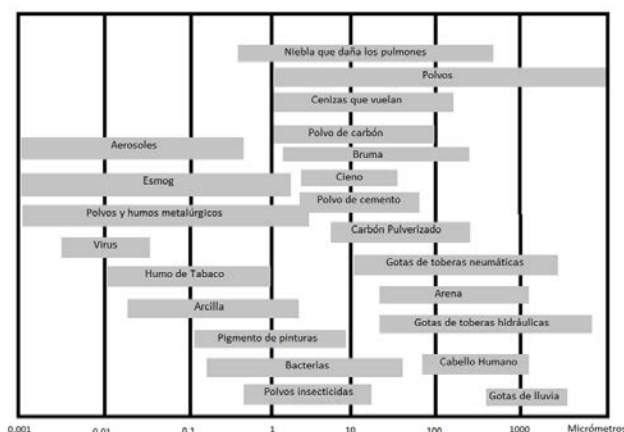 Niebla que daña los pulmones
Polvos
Cenizas que vuelan
Polvo de carbón
Aerosoles
Bruma
Esmog
Cieno
Polvo de cemento
Polvos y humos metalúrgicos
Carbón Pulverizado
Virus
Gotas de toberas neumáticas
Humo de Tabaco
Arena
Arcilla
Gotas de toberas hidráulicas
Pigmento de pinturas
Bacterias
Cabello Humano
Polvos insecticidas
Gotas de lluvia
0.001 0.01 0.1 1 10 100 1000 Micrómetros